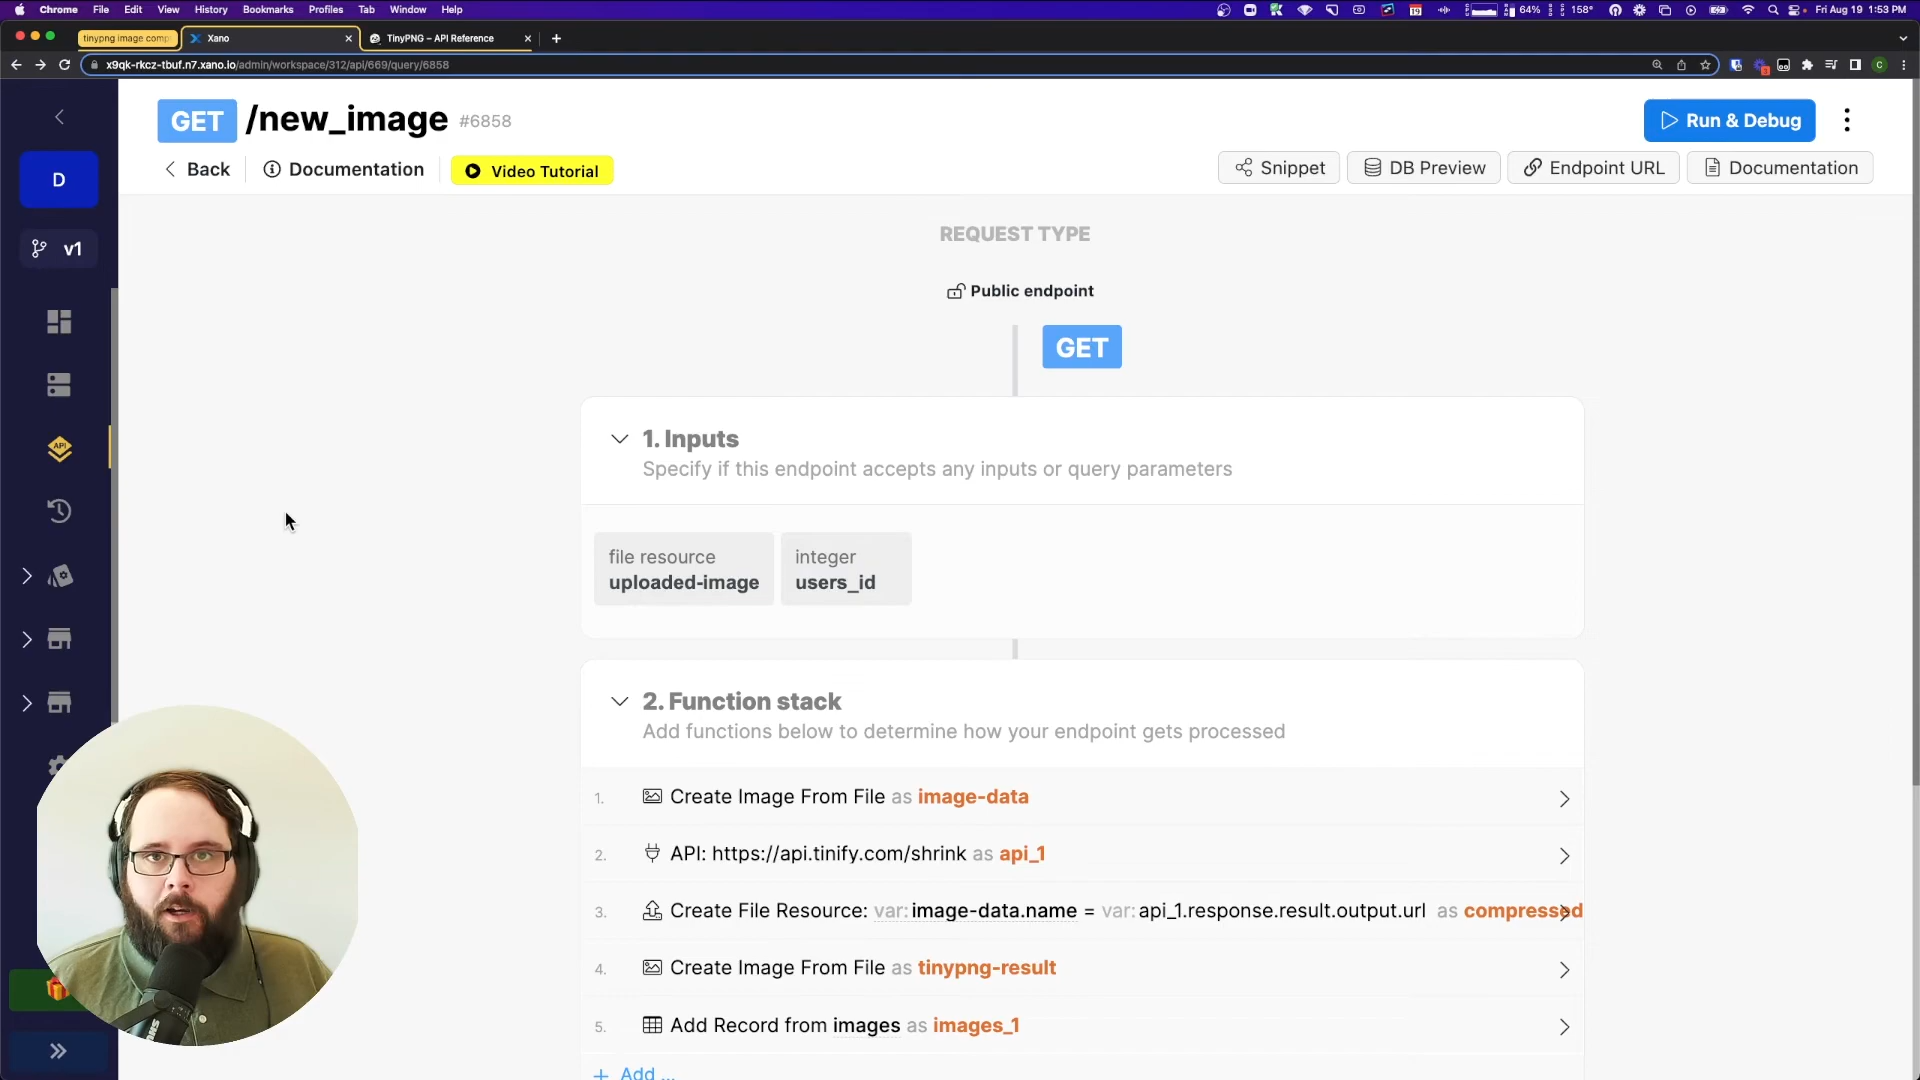 Chrome File Edit View History Bookmarks Profiles Tab Window Help 64% 158° Fri Aug 19 1:53 PM
tinypng image comp Xano TinyPNG – API Reference
x9qk-rkcz-tbuf.n7.xano.io/admin/workspace/312/api/669/query/6858
GET /new_image #6858 Run & Debug
Back Documentation Video Tutorial Snippet DB Preview Endpoint URL Documentation
D
v1
API
REQUEST TYPE
Public endpoint
GET
1. Inputs
Specify if this endpoint accepts any inputs or query parameters
file resource integer
uploaded-image users_id
2. Function stack
Add functions below to determine how your endpoint gets processed
1. Create Image From File as image-data
2. API: https://api.tinify.com/shrink as api_1
3. Create File Resource: var:image-data.name = var:api_1.response.result.output.url as compressed
4. Create Image From File as tinypng-result
5. Add Record from images as images_1
+ Add ...